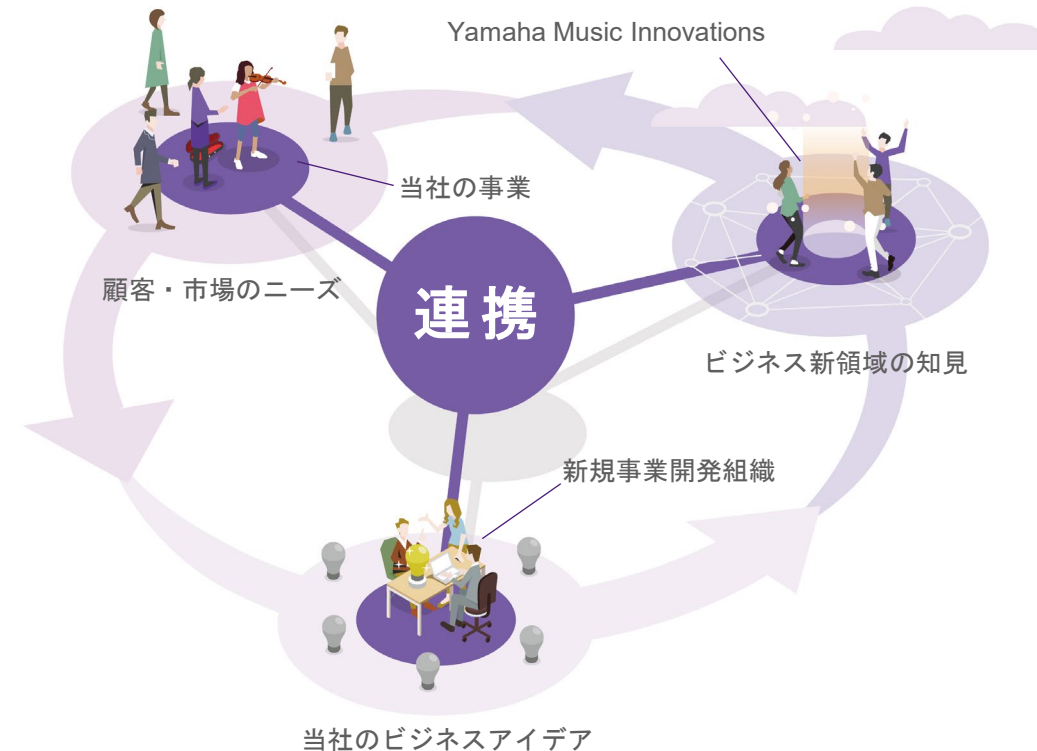 Yamaha Music Innovations
当社の事業
顧客・市場のニーズ
連携
ビジネス新領域の知見
新規事業開発組織
当社のビジネスアイデア